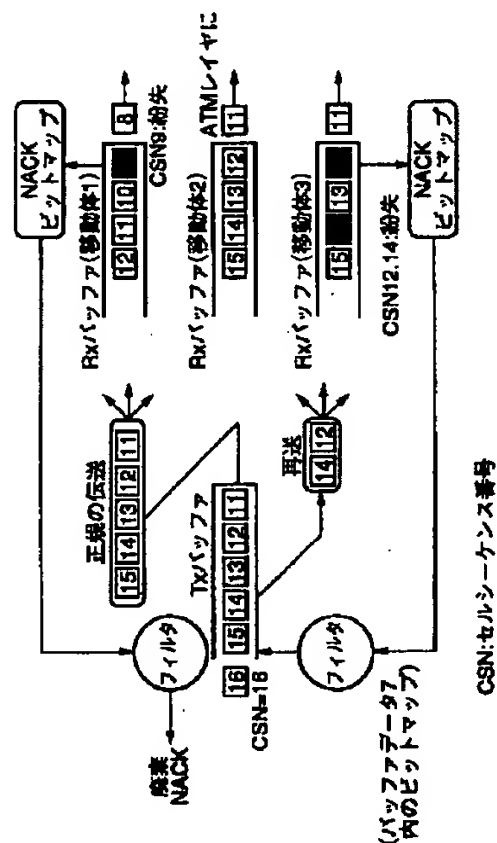 NACK
ビットマップ
Rxバッファ(移動体1)
12 11 10
8
CSN9:紛失
正規の伝送
15 14 13 12 11
フィルタ
廃棄
NACK
Txバッファ
16
15 14 13 12 11
CSN=16
Rxバッファ(移動体2)
15 14 13 12
11
ATMレイヤに
再送
14 12
Rxバッファ(移動体3)
15 13
11
CSN12.14:紛失
NACK
ビットマップ
フィルタ
(バッファデータ7
内のビットマップ)
CSN:セルシーケンス番号